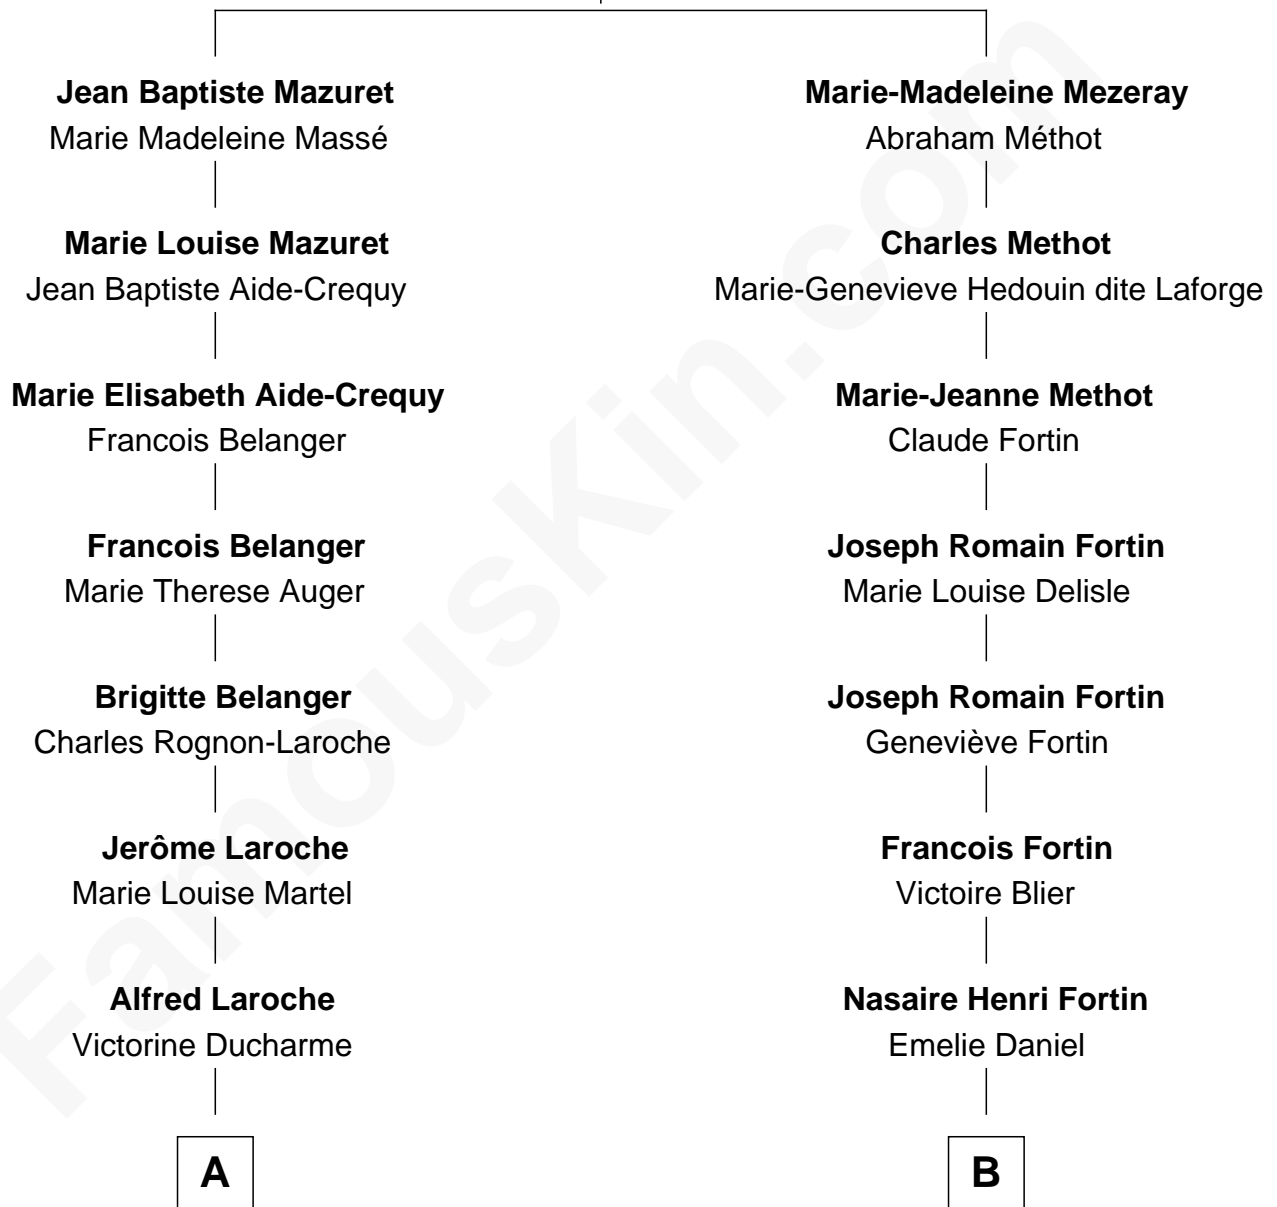 Jean Baptiste Mazuret
Marie Madeleine Massé
Marie Louise Mazuret
Jean Baptiste Aide-Crequy
Marie Elisabeth Aide-Crequy
Francois Belanger
Francois Belanger
Marie Therese Auger
Brigitte Belanger
Charles Rognon-Laroche
Jerôme Laroche
Marie Louise Martel
Alfred Laroche
Victorine Ducharme
A
Marie-Madeleine Mezeray
Abraham Méthot
Charles Methot
Marie-Genevieve Hedouin dite Laforge
Marie-Jeanne Methot
Claude Fortin
Joseph Romain Fortin
Marie Louise Delisle
Joseph Romain Fortin
Geneviève Fortin
Francois Fortin
Victoire Blier
Nasaire Henri Fortin
Emelie Daniel
B
FamousKin.com